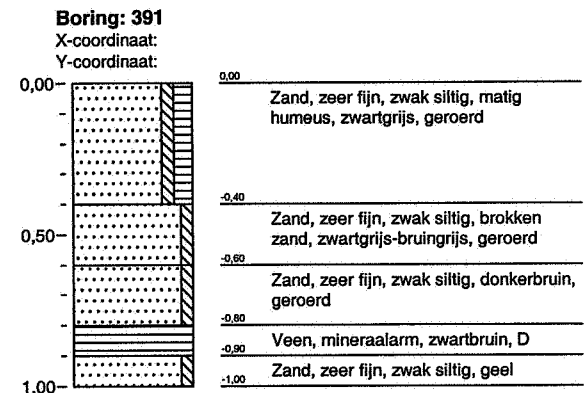 Boring: 391
X-coordinaat:
Y-coordinaat:
0,00
0,00
Zand, zeer fijn, zwak siltig, matig
humeus, zwartgrijs, geroerd
-0,40
Zand, zeer fijn, zwak siltig, brokken
zand, zwartgrijs-bruingrijs, geroerd
0,50
-0,60
Zand, zeer fijn, zwak siltig, donkerbruin,
geroerd
-0,80
Veen, mineraalarm, zwartbruin, D
-0,90
Zand, zeer fijn, zwak siltig, geel
1,00
-1,00